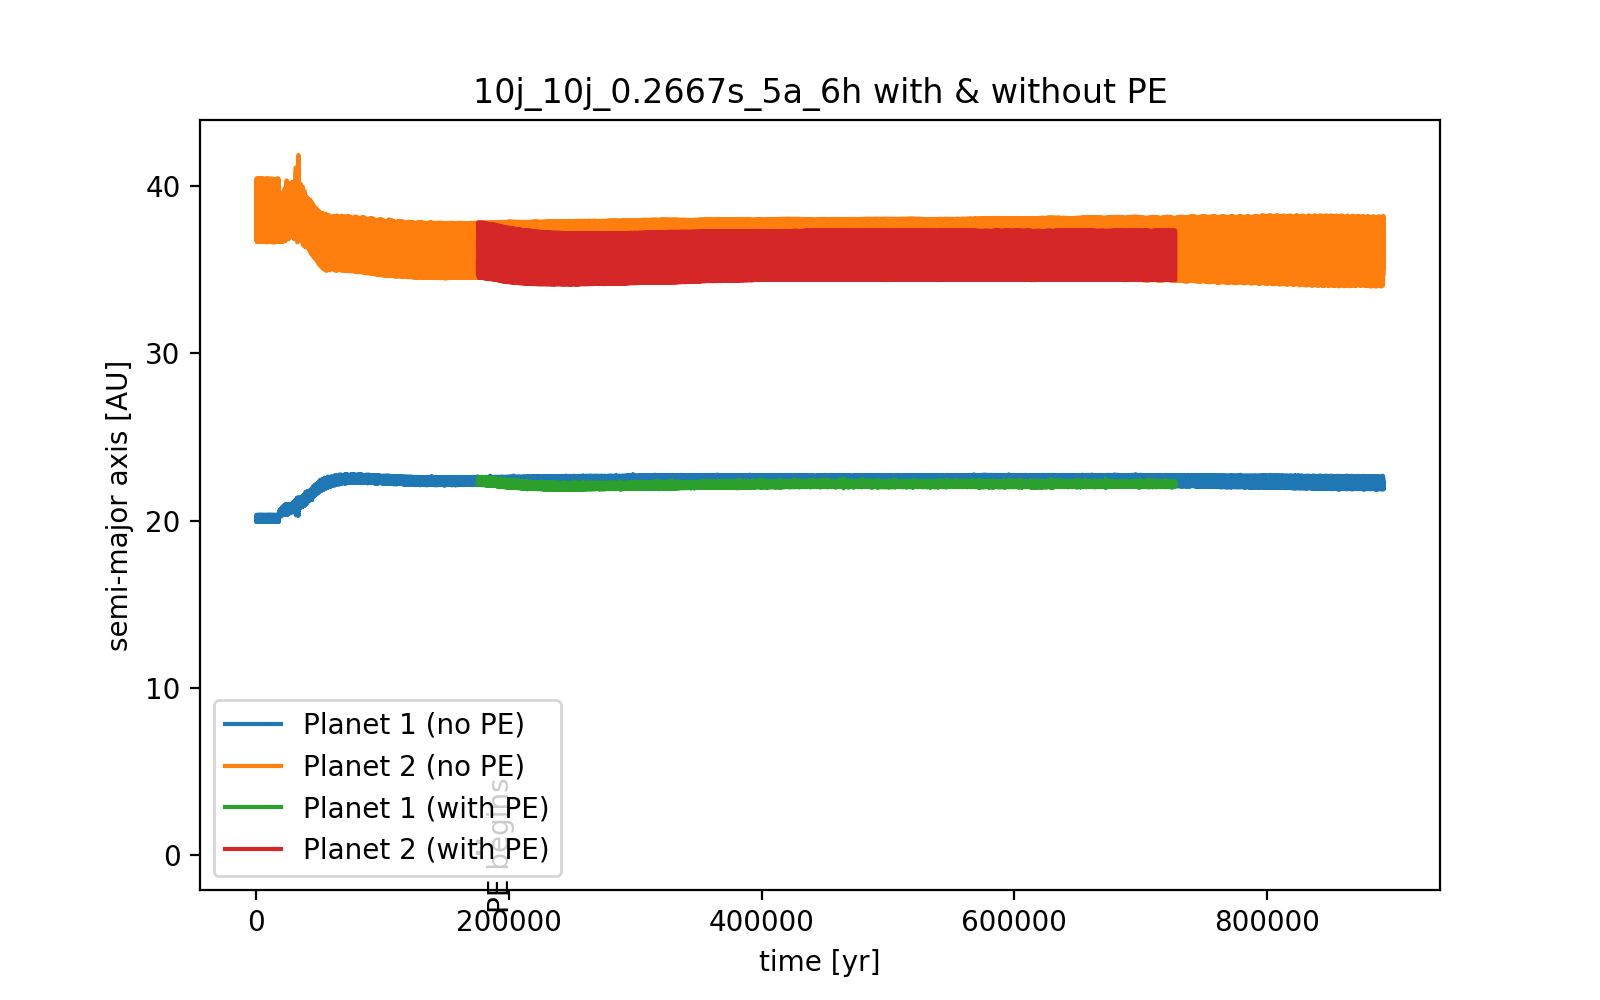 10j_10j_0.2667s_5a_6h with & without PE
semi-major axis [AU]
40
30
20
10
0
Planet 1 (no PE)
Planet 2 (no PE)
Planet 1 (with PE)
Planet 2 (with PE)
PE begins
0
200000
400000
600000
800000
time [yr]